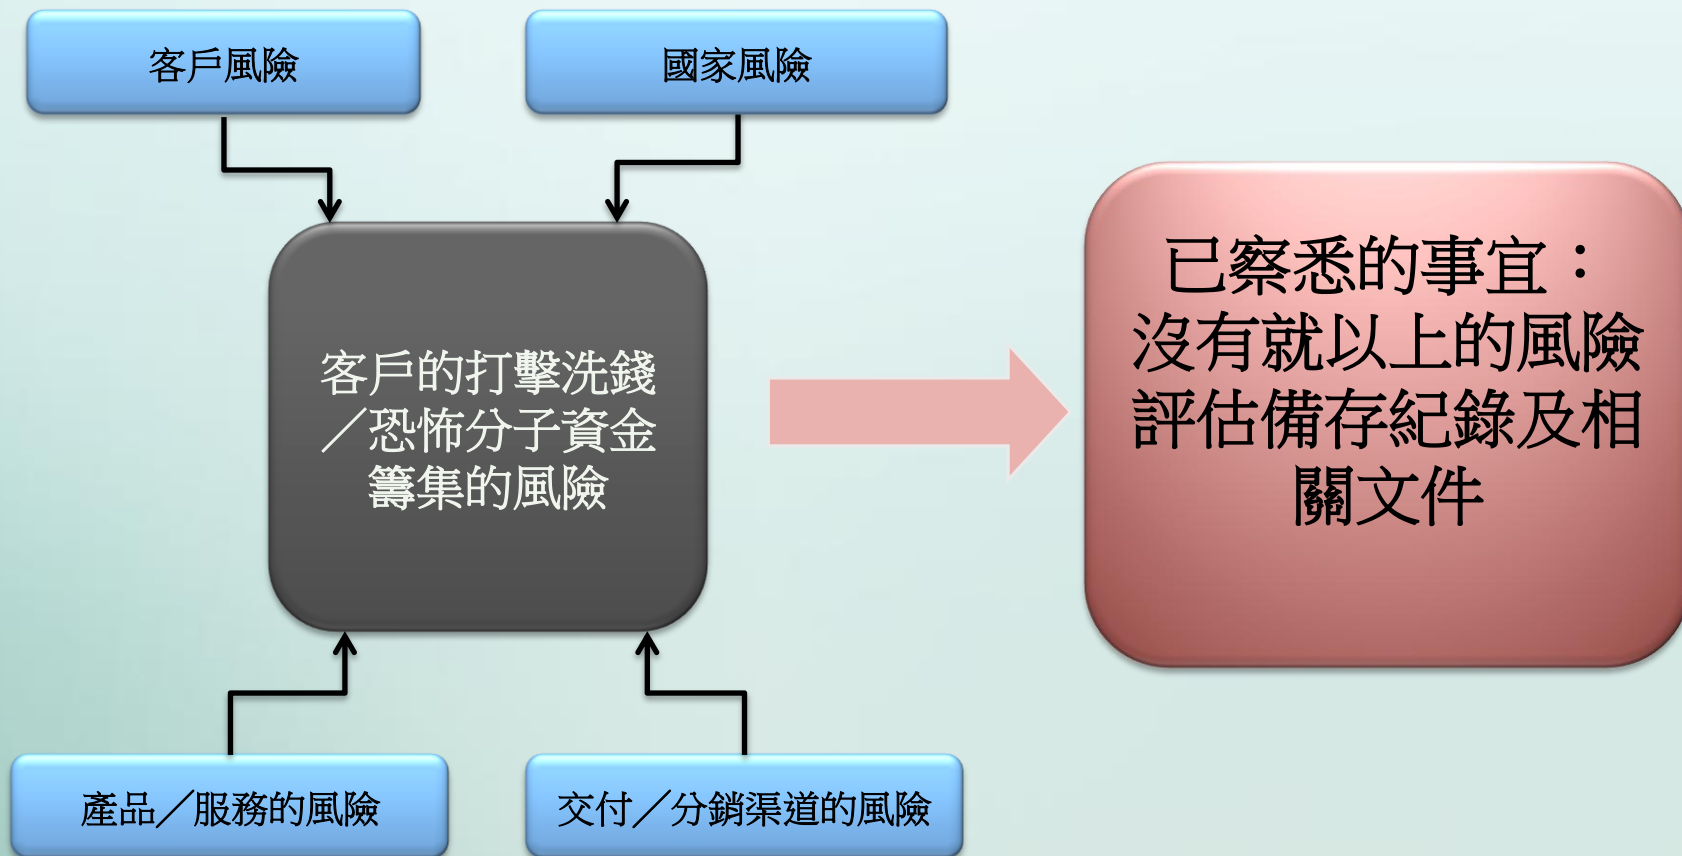 客戶風險
國家風險
客戶的打擊洗錢
／恐怖分子資金
籌集的風險
已察悉的事宜：
沒有就以上的風險
評估備存紀錄及相
關文件
產品／服務的風險
交付／分銷渠道的風險